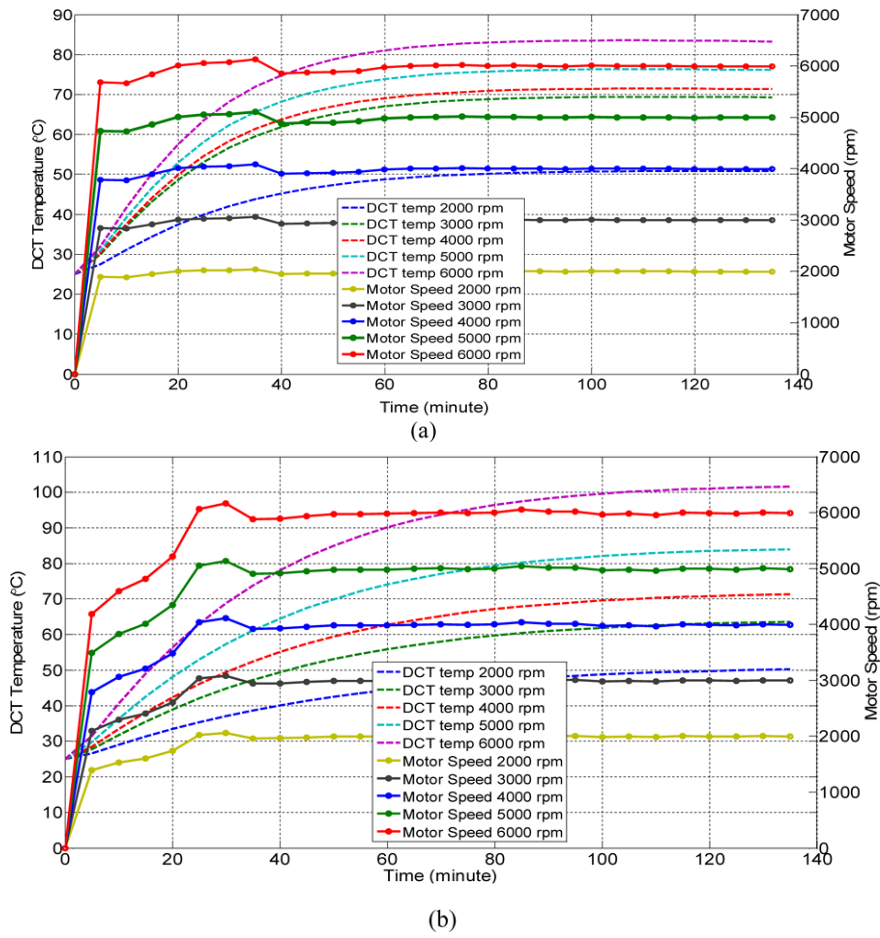 90
80
70
60
50
40
30
20
10
0
DCT Temperature (°C)
7000
6000
5000
4000
3000
2000
1000
0
Motor Speed (rpm)
DCT temp 2000 rpm
DCT temp 3000 rpm
DCT temp 4000 rpm
DCT temp 5000 rpm
DCT temp 6000 rpm
Motor Speed 2000 rpm
Motor Speed 3000 rpm
Motor Speed 4000 rpm
Motor Speed 5000 rpm
Motor Speed 6000 rpm
0 20 40 60 80 100 120 140
Time (minute)
(a)
110
100
90
80
70
60
50
40
30
20
10
0
DCT Temperature (°C)
7000
6000
5000
4000
3000
2000
1000
0
Motor Speed (rpm)
DCT temp 2000 rpm
DCT temp 3000 rpm
DCT temp 4000 rpm
DCT temp 5000 rpm
DCT temp 6000 rpm
Motor Speed 2000 rpm
Motor Speed 3000 rpm
Motor Speed 4000 rpm
Motor Speed 5000 rpm
Motor Speed 6000 rpm
0 20 40 60 80 100 120 140
Time (minute)
(b)